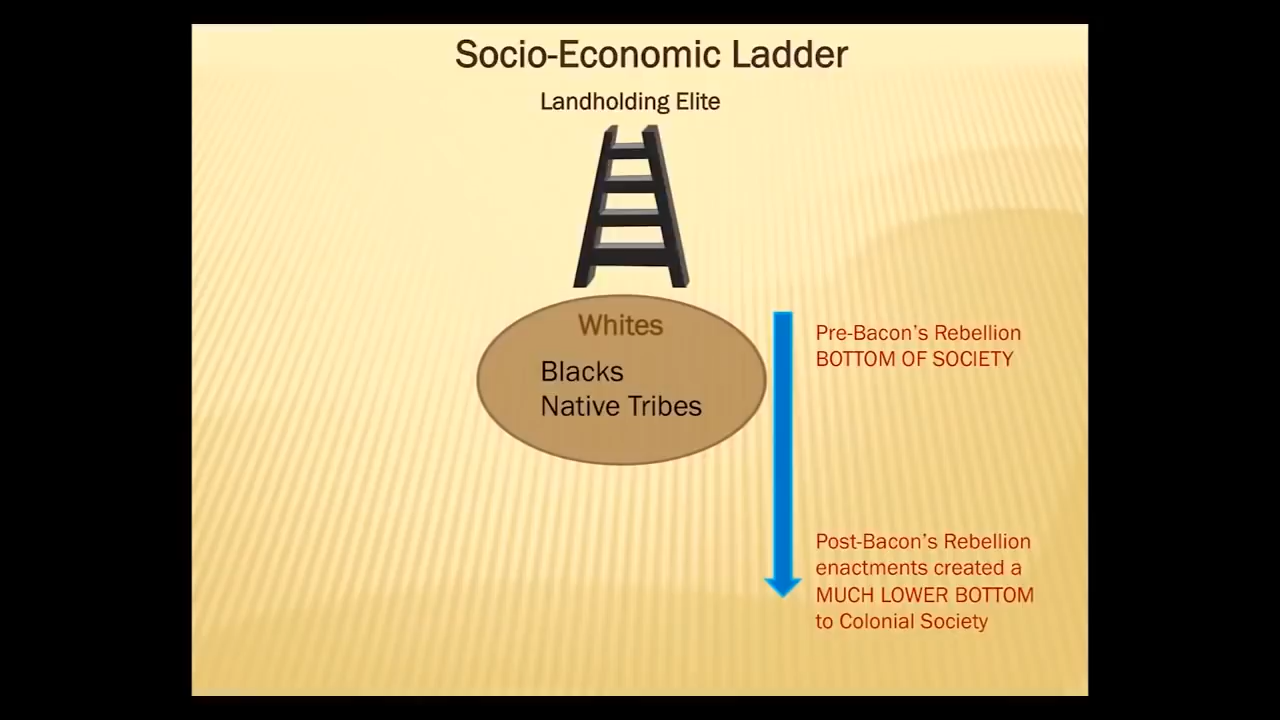 Socio-Economic Ladder
Landholding Elite
Whites
Blacks
Native Tribes
Pre-Bacon's Rebellion
BOTTOM OF SOCIETY
Post-Bacon's Rebellion
enactments created a
MUCH LOWER BOTTOM
to Colonial Society